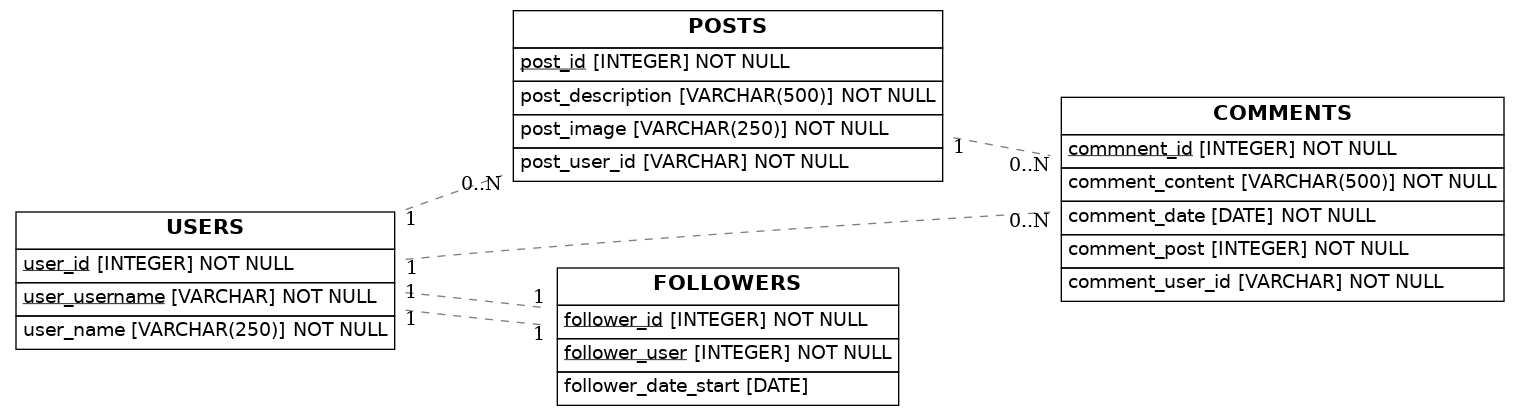 POSTS
post_id [INTEGER] NOT NULL
post_description [VARCHAR(500)] NOT NULL
post_image [VARCHAR(250)] NOT NULL
post_user_id [VARCHAR] NOT NULL
COMMENTS
commnent_id [INTEGER] NOT NULL
comment_content [VARCHAR(500)] NOT NULL
comment_date [DATE] NOT NULL
comment_post [INTEGER] NOT NULL
comment_user_id [VARCHAR] NOT NULL
1
0..N
0..N
1
0..N
1
USERS
user_id [INTEGER] NOT NULL
user_username [VARCHAR] NOT NULL
user_name [VARCHAR(250)] NOT NULL
1
1
1
1
FOLLOWERS
follower_id [INTEGER] NOT NULL
follower_user [INTEGER] NOT NULL
follower_date_start [DATE]